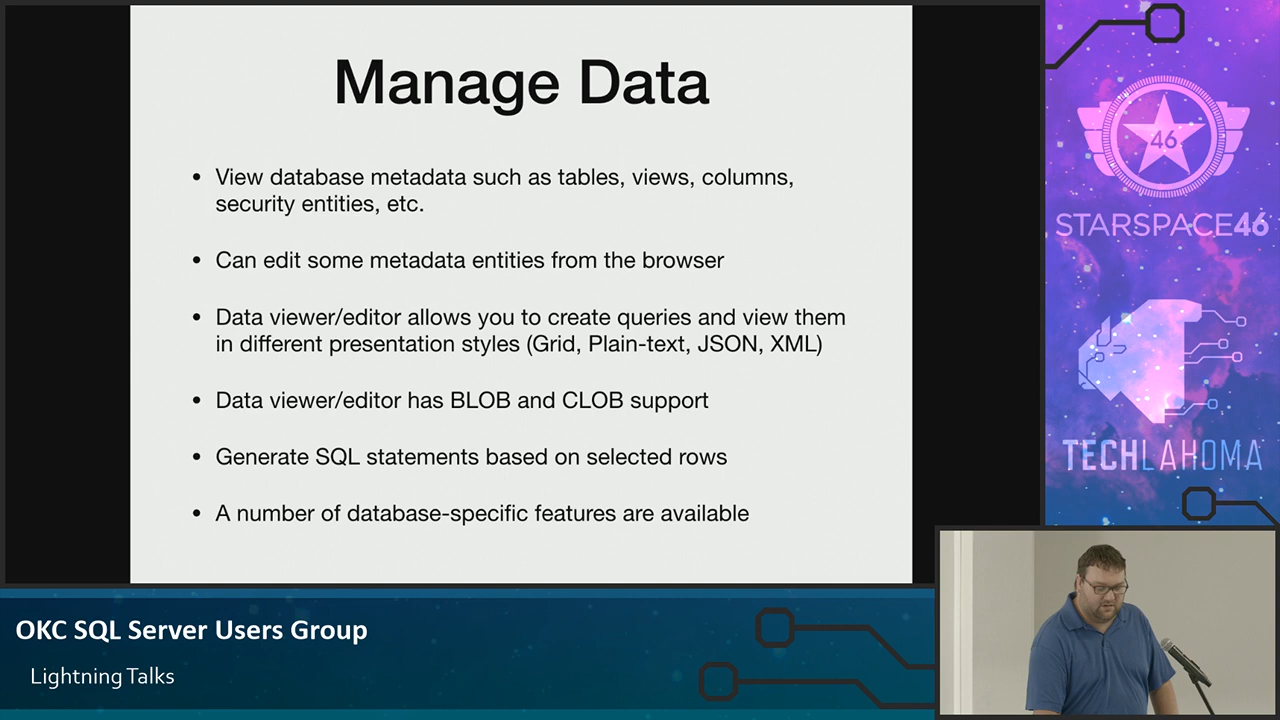 Manage Data
• View database metadata such as tables, views, columns,
security entities, etc.
• Can edit some metadata entities from the browser
• Data viewer/editor allows you to create queries and view them
in different presentation styles (Grid, Plain-text, JSON, XML)
• Data viewer/editor has BLOB and CLOB support
• Generate SQL statements based on selected rows
• A number of database-specific features are available
46
STARSPACE46
TECHLAHOMA
OKC SQL Server Users Group
Lightning Talks